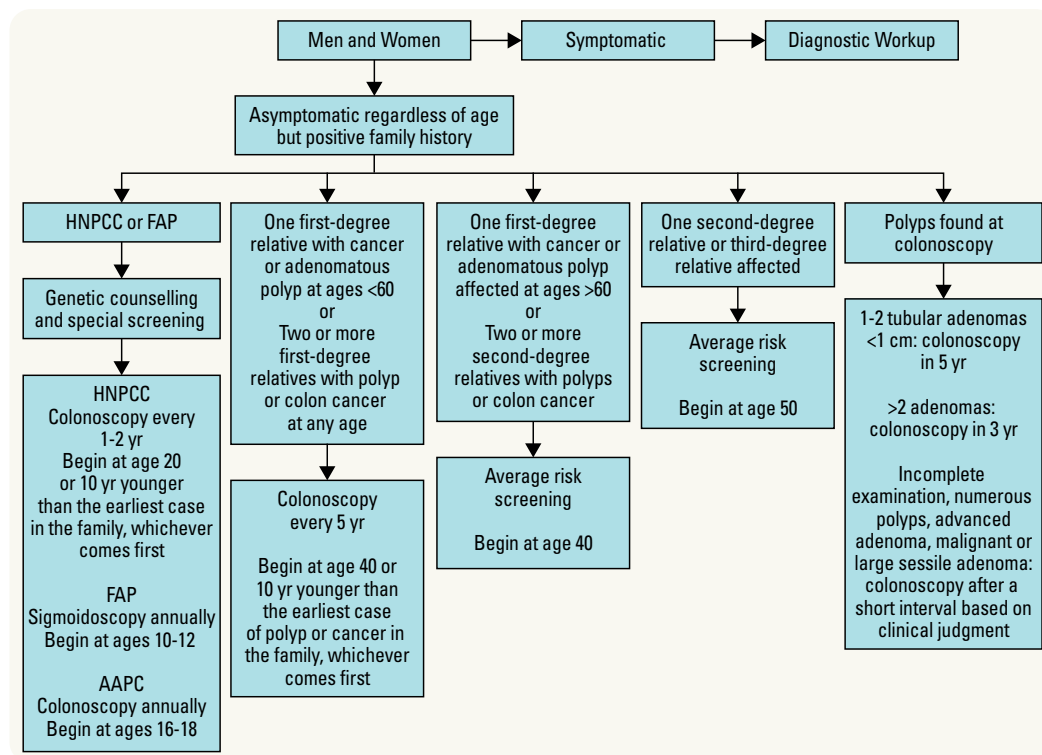 Men and Women
Symptomatic
Diagnostic Workup
Asymptomatic regardless of age
but positive family history
HNPCC or FAP
Genetic counselling
and special screening
HNPCC
Colonoscopy every
1-2 yr
Begin at age 20
or 10 yr younger
than the earliest case
in the family, whichever
comes first
FAP
Sigmoidoscopy annually
Begin at ages 10-12
AAPC
Colonoscopy annually
Begin at ages 16-18
One first-degree
relative with cancer
or adenomatous
polyp at ages <60
or
Two or more
first-degree
relatives with polyp
or colon cancer
at any age
Colonoscopy
every 5 yr
Begin at age 40 or
10 yr younger than
the earliest case
of polyp or cancer in
the family, whichever
comes first
One first-degree
relative with cancer or
adenomatous polyp
affected at ages >60
or
Two or more
second-degree
relatives with polyps
or colon cancer
Average risk
screening
Begin at age 40
One second-degree
relative or third-degree
relative affected
Average risk
screening
Begin at age 50
Polyps found at
colonoscopy
1-2 tubular adenomas
<1 cm: colonoscopy
in 5 yr
>2 adenomas:
colonoscopy in 3 yr
Incomplete
examination, numerous
polyps, advanced
adenoma, malignant or
large sessile adenoma:
colonoscopy after a
short interval based on
clinical judgment